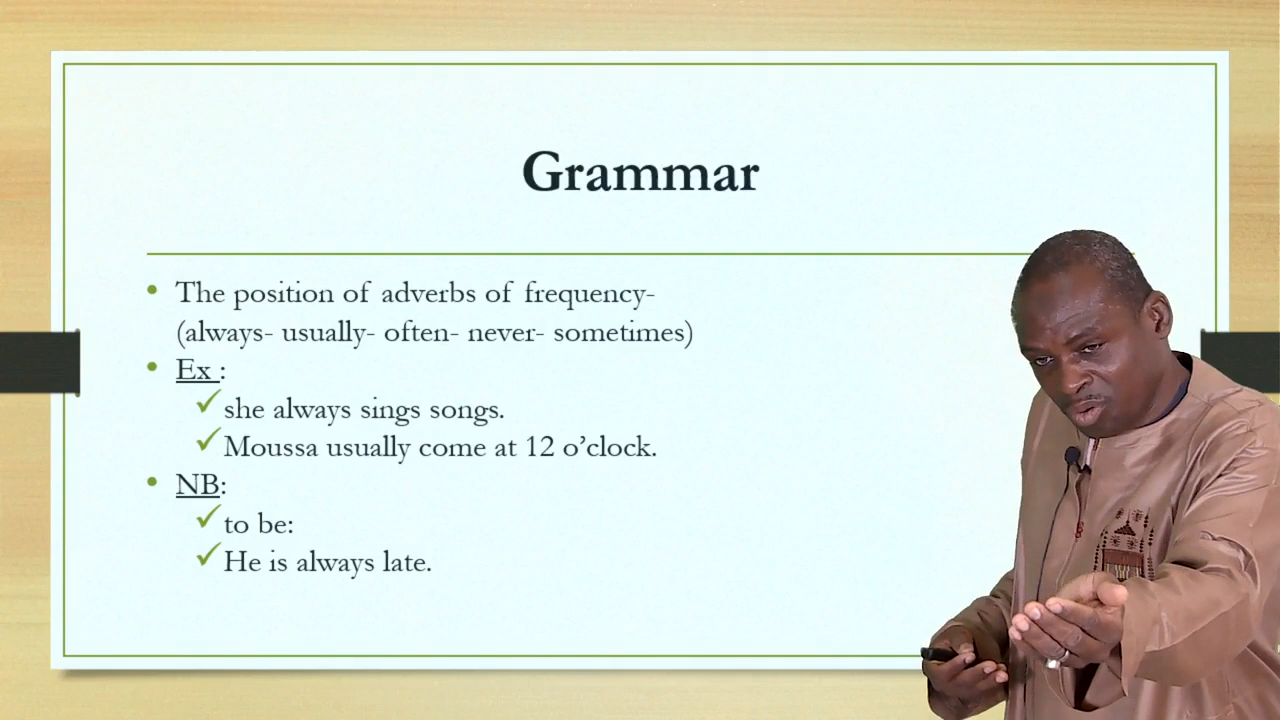 Grammar
The position of adverbs of frequency-
(always- usually- often- never- sometimes)
Ex :
she always sings songs.
Moussa usually come at 12 o’clock.
NB:
to be:
He is always late.